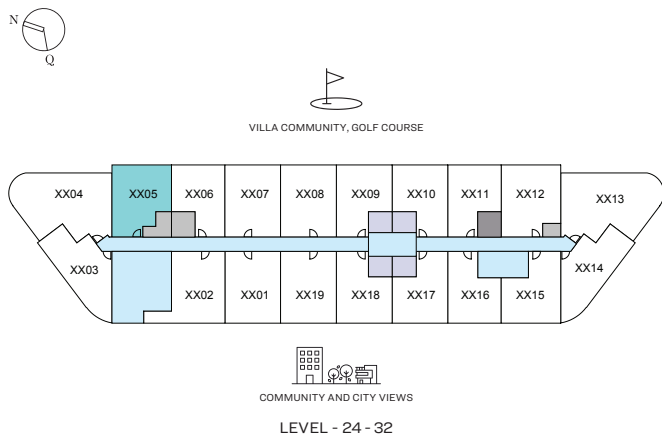 N
Q
VILLA COMMUNITY, GOLF COURSE
XX04 XX05 XX06 XX07 XX08 XX09 XX10 XX11 XX12 XX13
XX03 XX14
XX02 XX01 XX19 XX18 XX17 XX16 XX15
COMMUNITY AND CITY VIEWS
LEVEL - 24 - 32